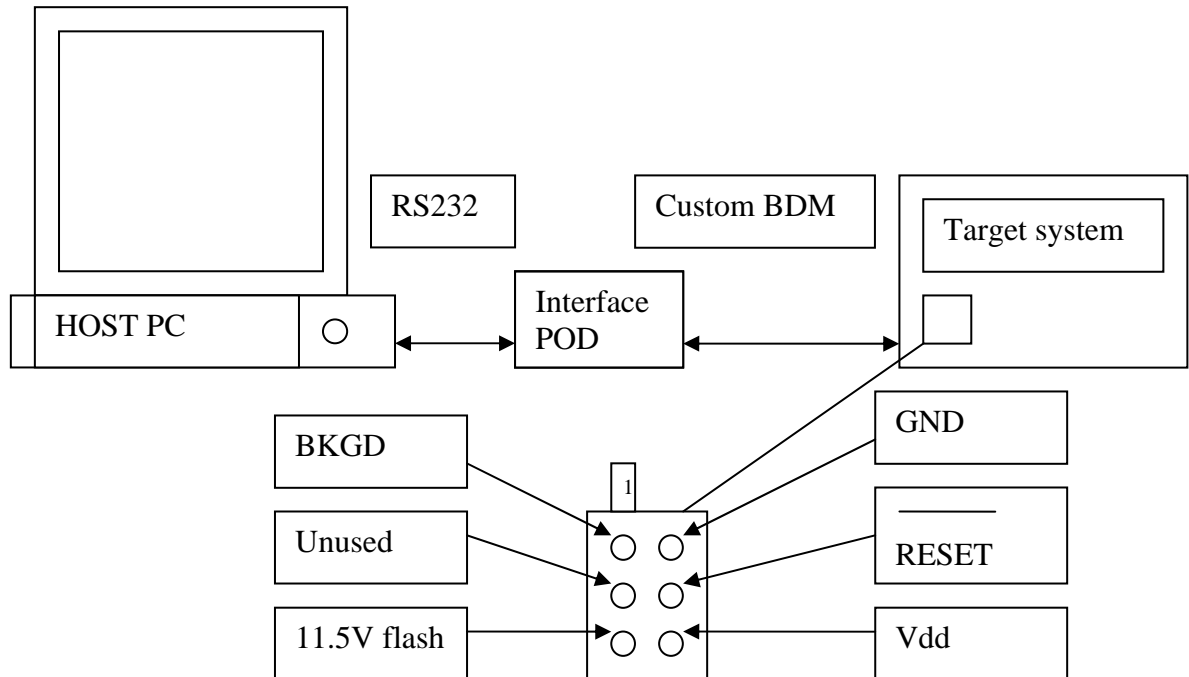 RS232
Custom BDM
Target system
HOST PC
Interface
POD
BKGD
GND
1
Unused
RESET
11.5V flash
Vdd